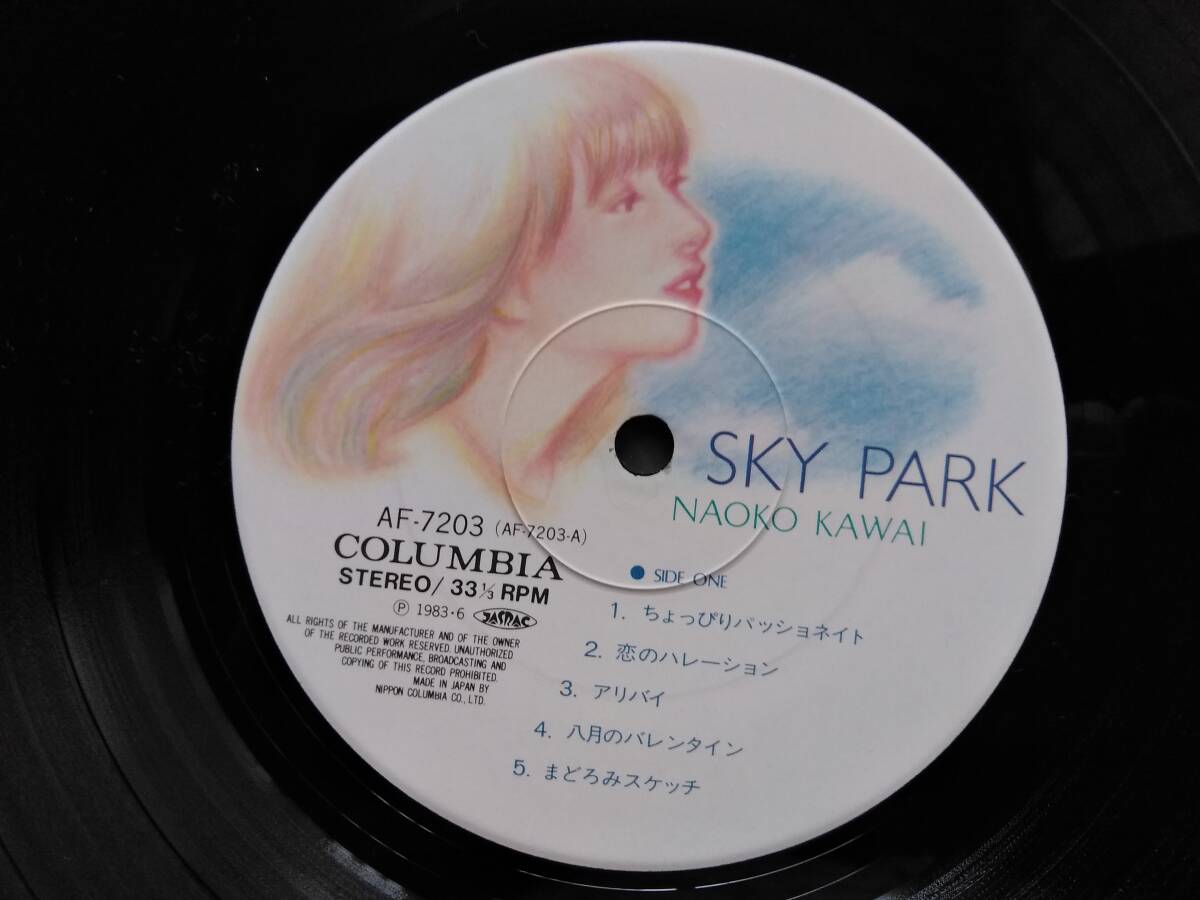 SKY PARK
NAOKO KAWAI
AF-7203 (AF-7203-A)
COLUMBIA
STEREO/ 33⅓ RPM
Ⓟ 1983・6 JASRAC
ALL RIGHTS OF THE MANUFACTURER AND OF THE OWNER
OF THE RECORDED WORK RESERVED. UNAUTHORIZED
PUBLIC PERFORMANCE, BROADCASTING AND
COPYING OF THIS RECORD PROHIBITED.
MADE IN JAPAN BY
NIPPON COLUMBIA CO., LTD.
● SIDE ONE
1. ちょっぴりパッショネイト
2. 恋のハレーション
3. アリバイ
4. 八月のバレンタイン
5. まどろみスケッチ